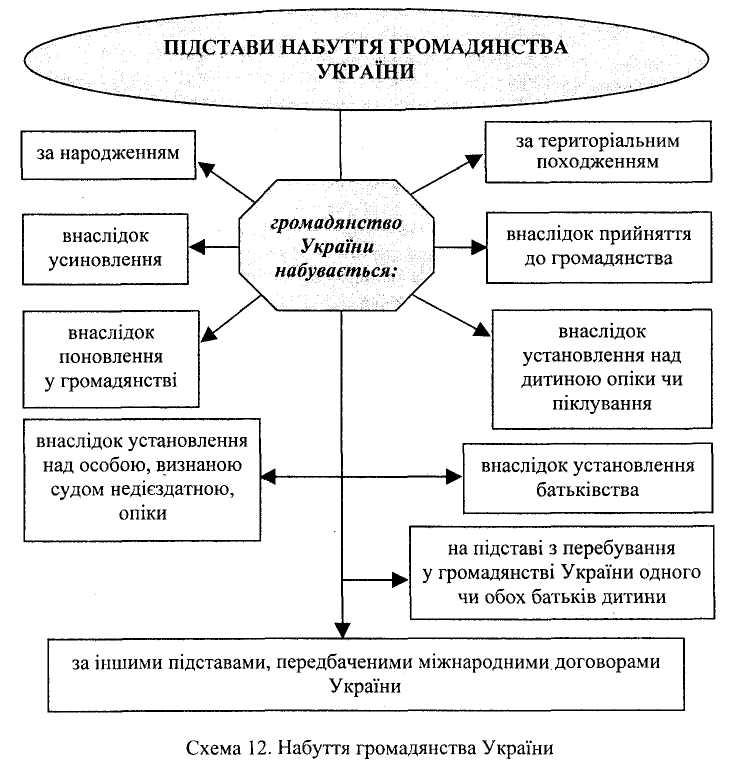 ПІДСТАВИ НАБУТТЯ ГРОМАДЯНСТВА
УКРАЇНИ
за народженням
за територіальним
походженням
громадянство
України
набувається:
внаслідок
усиновлення
внаслідок прийняття
до громадянства
внаслідок
поновлення
у громадянстві
внаслідок
установлення над
дитиною опіки чи
піклування
внаслідок установлення
над особою, визнаною
судом недієздатною,
опіки
внаслідок установлення
батьківства
на підставі з перебування
у громадянстві України одного
чи обох батьків дитини
за іншими підставами, передбаченими міжнародними договорами
України
Схема 12. Набуття громадянства України